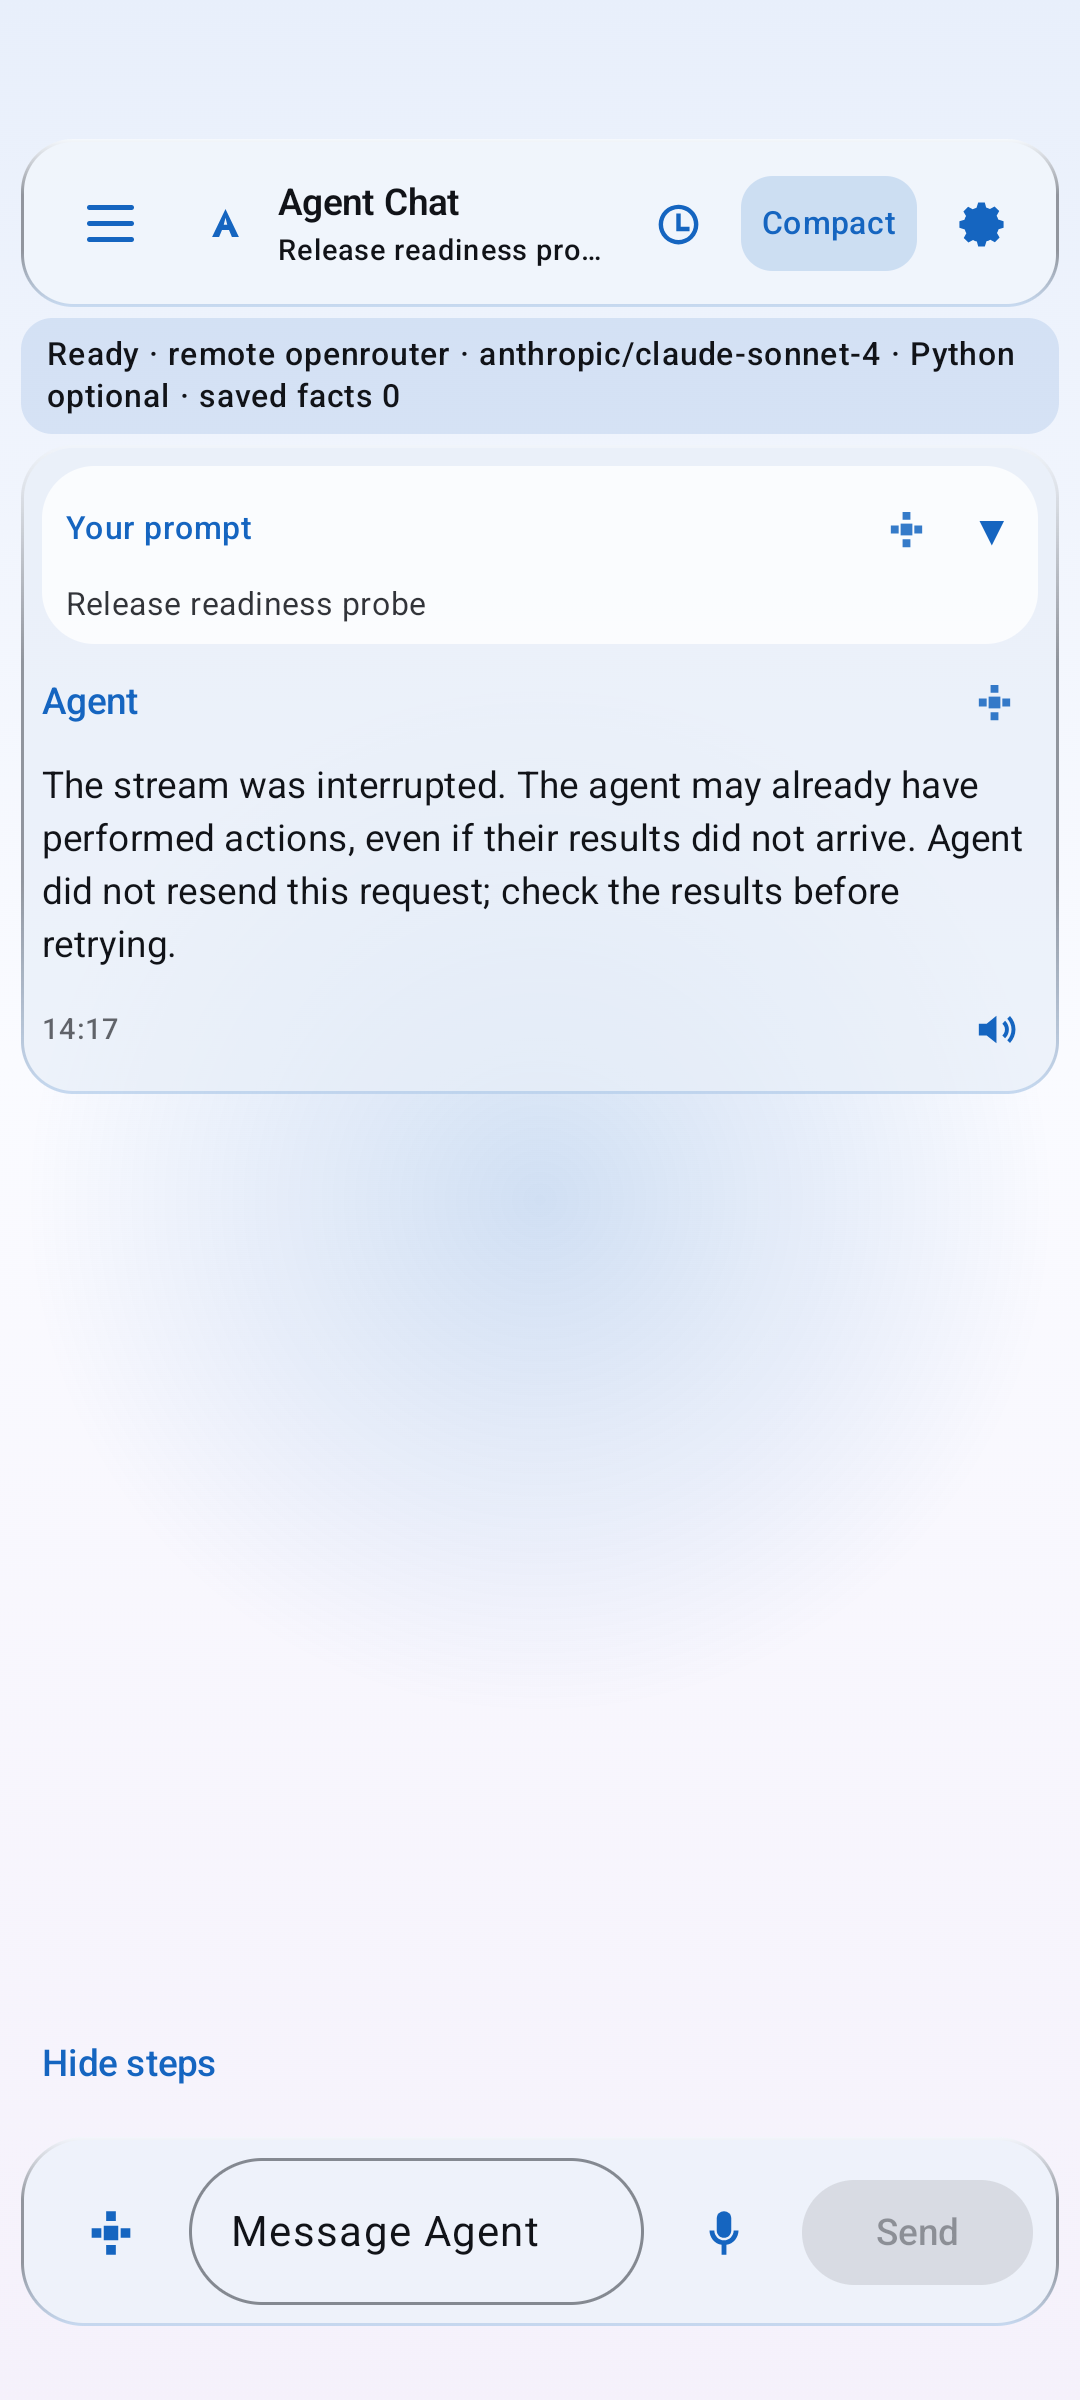 Agent Chat
Release readiness pro…
Compact
Ready · remote openrouter · anthropic/claude-sonnet-4 · Python
optional · saved facts 0
Your prompt
Release readiness probe
Agent
The stream was interrupted. The agent may already have
performed actions, even if their results did not arrive. Agent
did not resend this request; check the results before
retrying.
14:17
Hide steps
Message Agent
Send